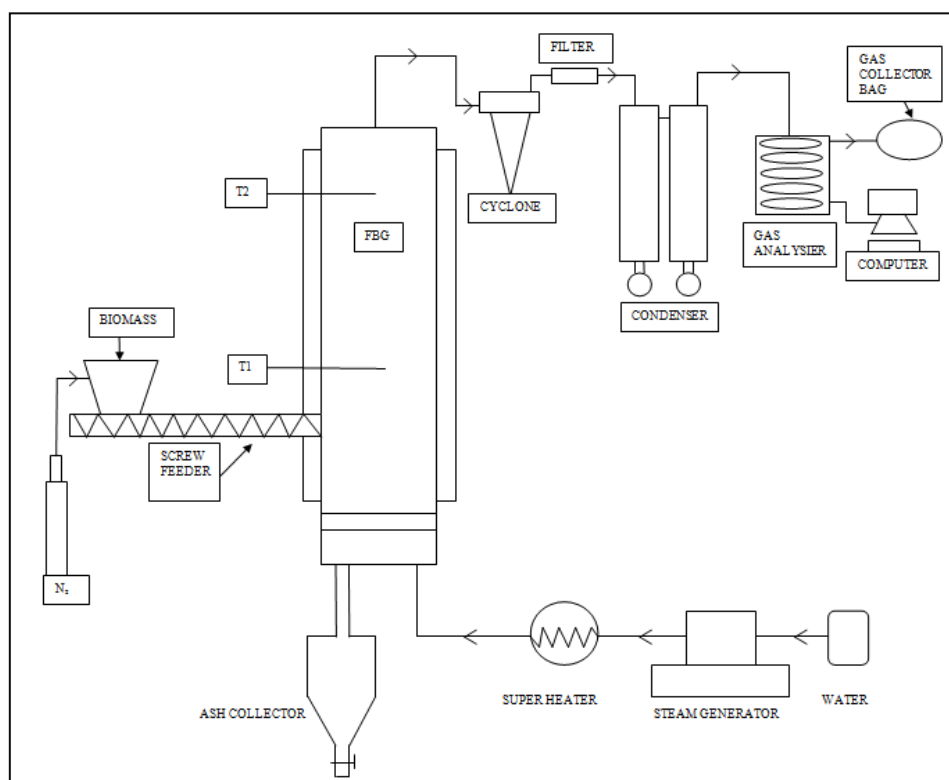 FILTER
GAS
COLLECTOR
BAG
T2
CYCLONE
FBG
GAS
ANALYSIER
COMPUTER
CONDENSER
BIOMASS
T1
SCREW
FEEDER
N₂
ASH COLLECTOR
SUPER HEATER
STEAM GENERATOR
WATER